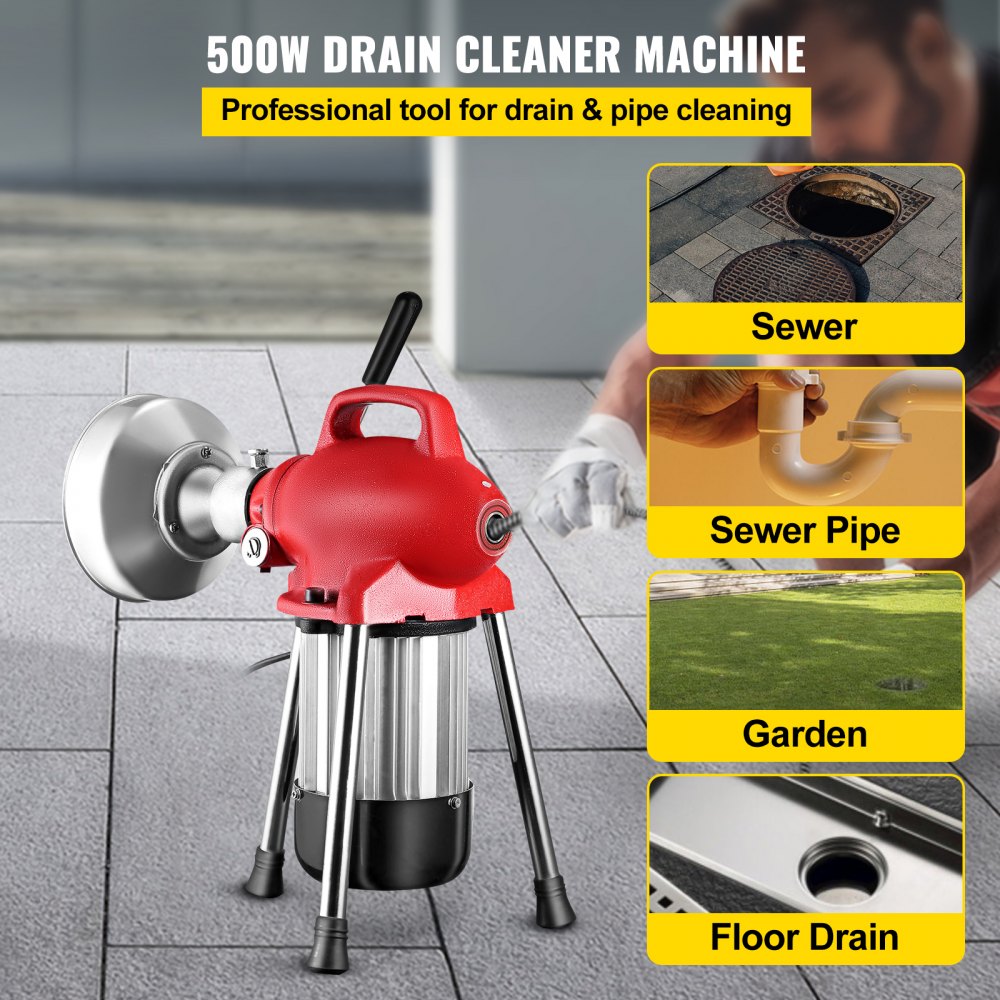 500W DRAIN CLEANER MACHINE
Professional tool for drain & pipe cleaning
Sewer
Sewer Pipe
Garden
Floor Drain